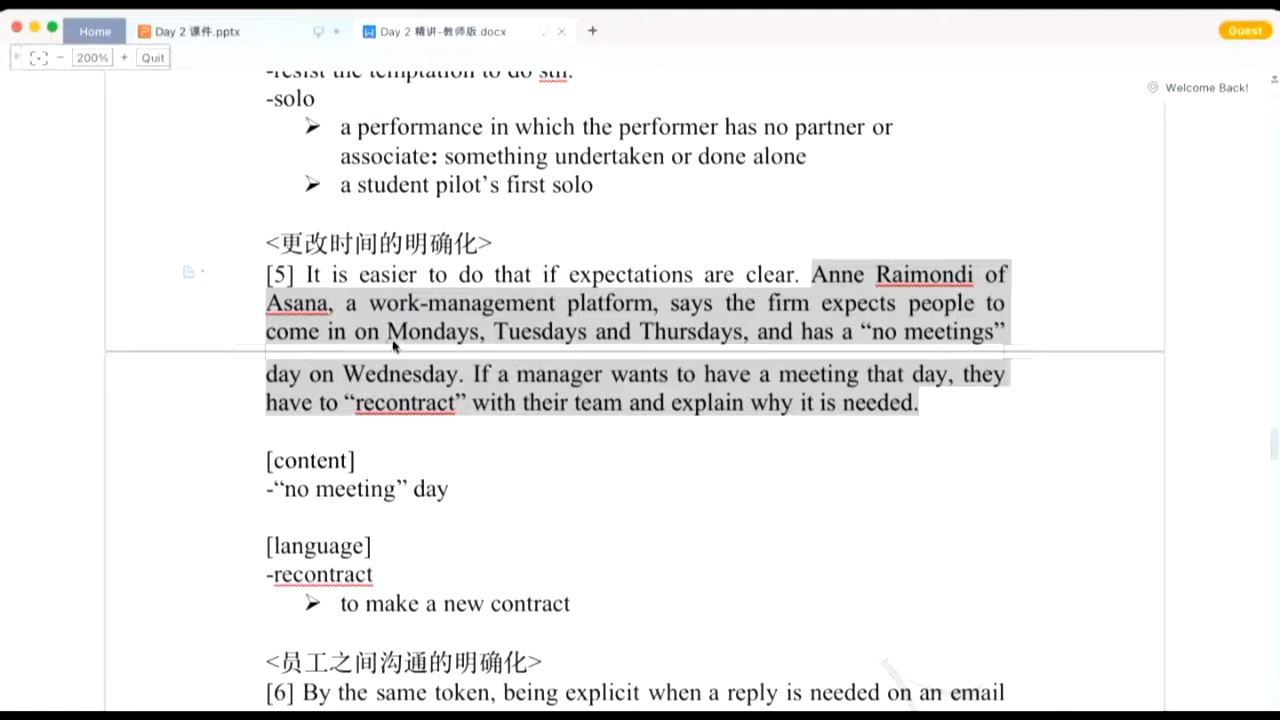 Home
Day 2 课件.pptx
Day 2 精讲-教师版.docx
Guest
200%
Quit
Welcome Back!
-resist the temptation to do sth.
-solo
➢ a performance in which the performer has no partner or
associate: something undertaken or done alone
➢ a student pilot’s first solo
<更改时间的明确化>
[5] It is easier to do that if expectations are clear. Anne Raimondi of
Asana, a work-management platform, says the firm expects people to
come in on Mondays, Tuesdays and Thursdays, and has a “no meetings”
day on Wednesday. If a manager wants to have a meeting that day, they
have to “recontract” with their team and explain why it is needed.
[content]
-“no meeting” day
[language]
-recontract
➢ to make a new contract
<员工之间沟通的明确化>
[6] By the same token, being explicit when a reply is needed on an email